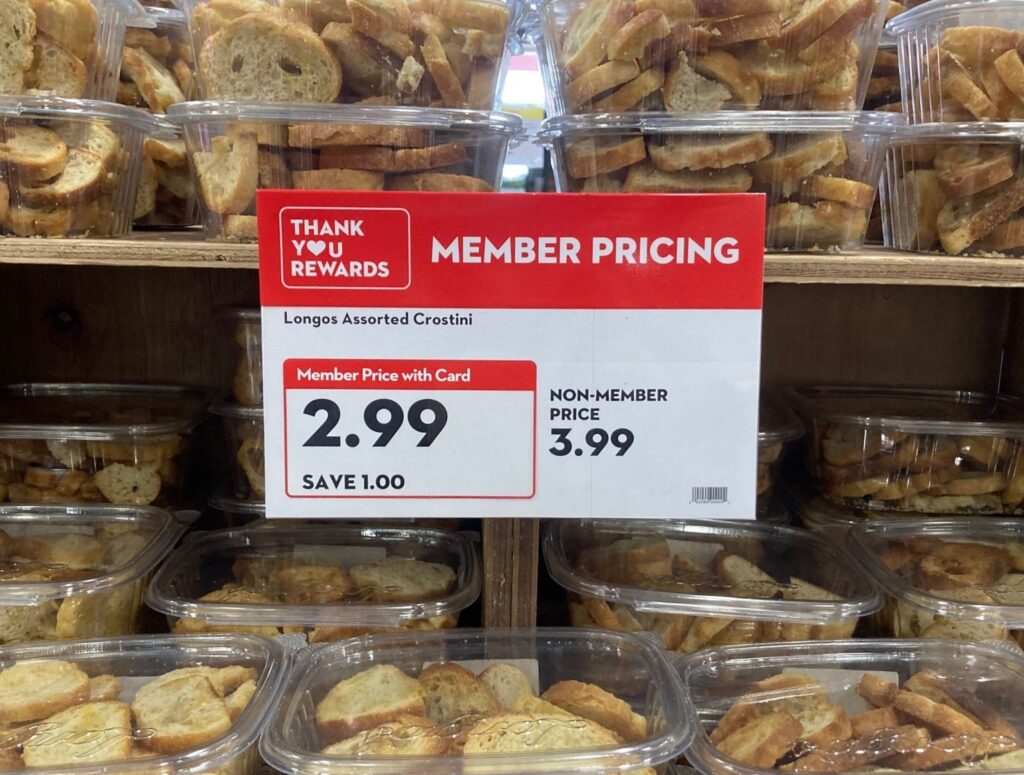 THANK
YOU
REWARDS
MEMBER PRICING
Longos Assorted Crostini
Member Price with Card
2.99
SAVE 1.00
NON-MEMBER
PRICE
3.99